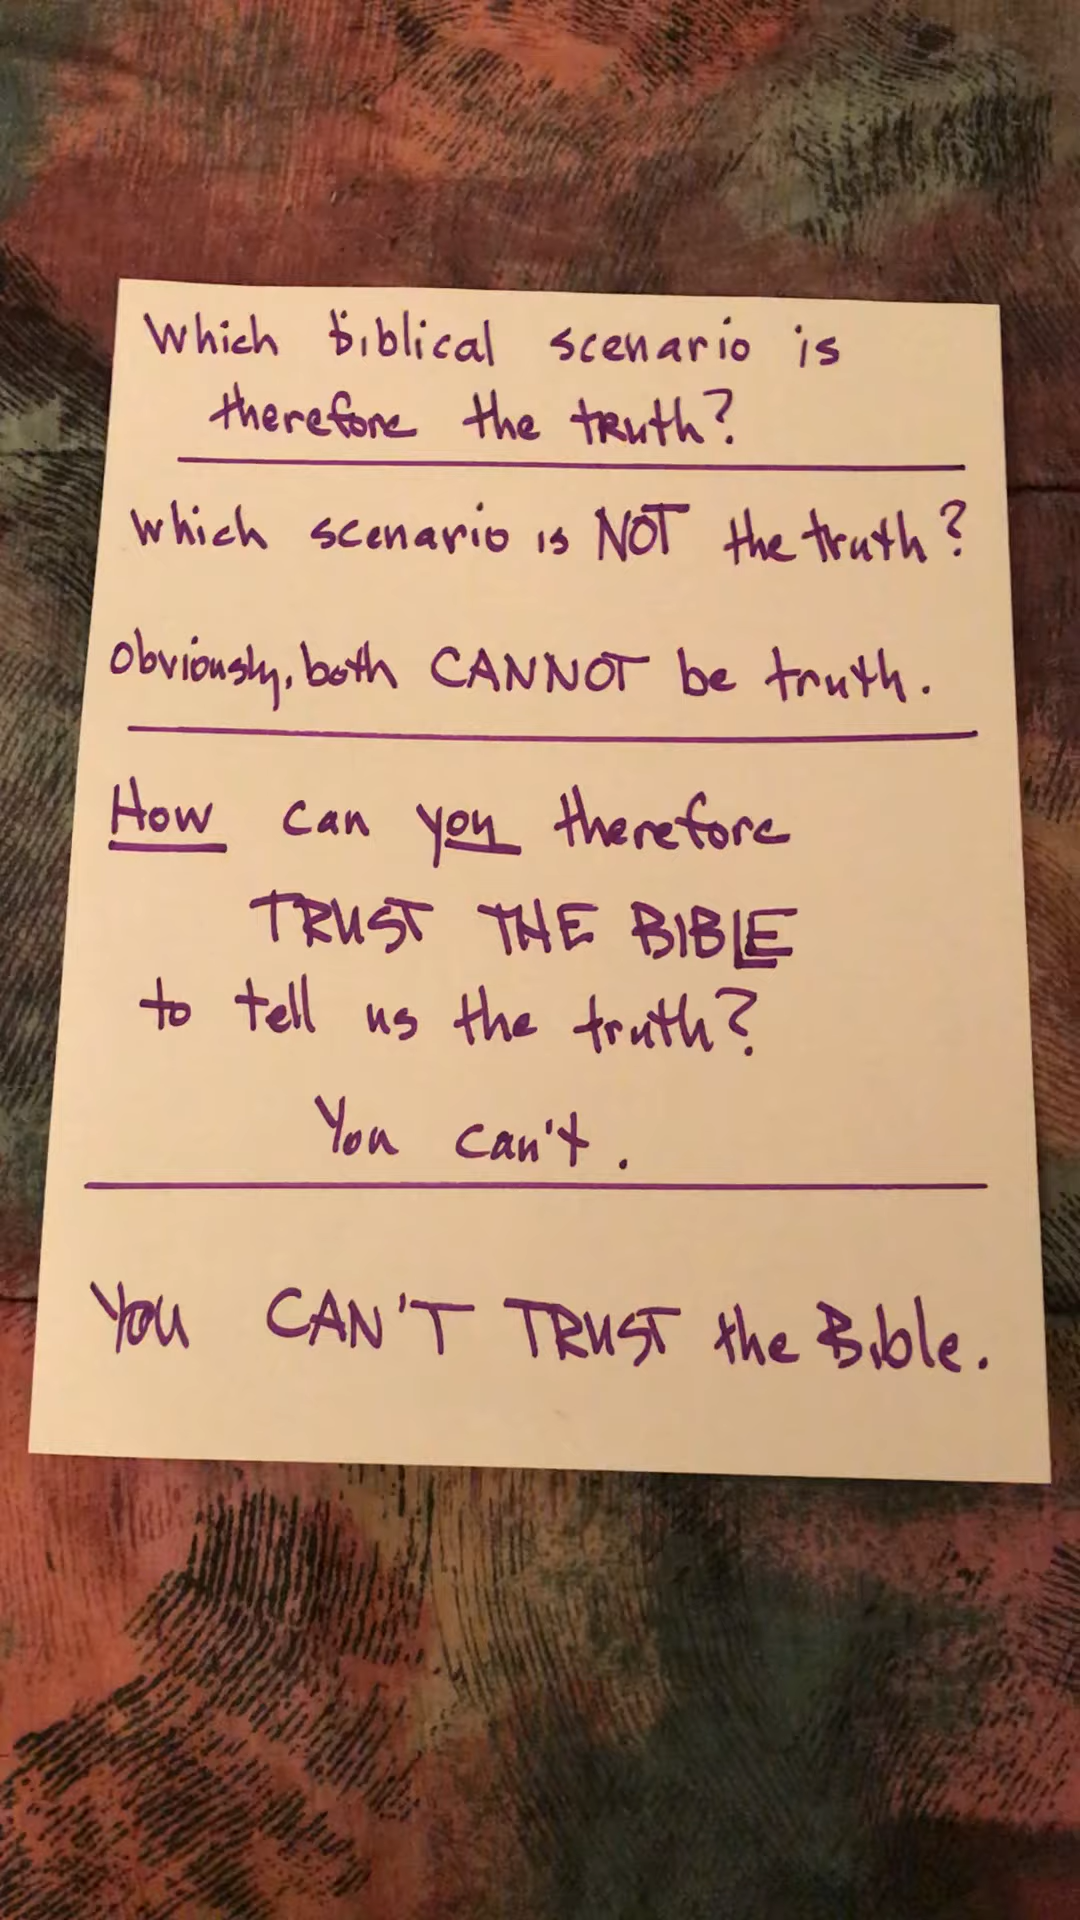 Which Biblical scenario is
therefore the truth?
Which scenario is NOT the truth?
Obviously, both CANNOT be truth.
How can you therefore
TRUST THE BIBLE
to tell us the truth?
You can't.
You CAN'T TRUST the Bible.